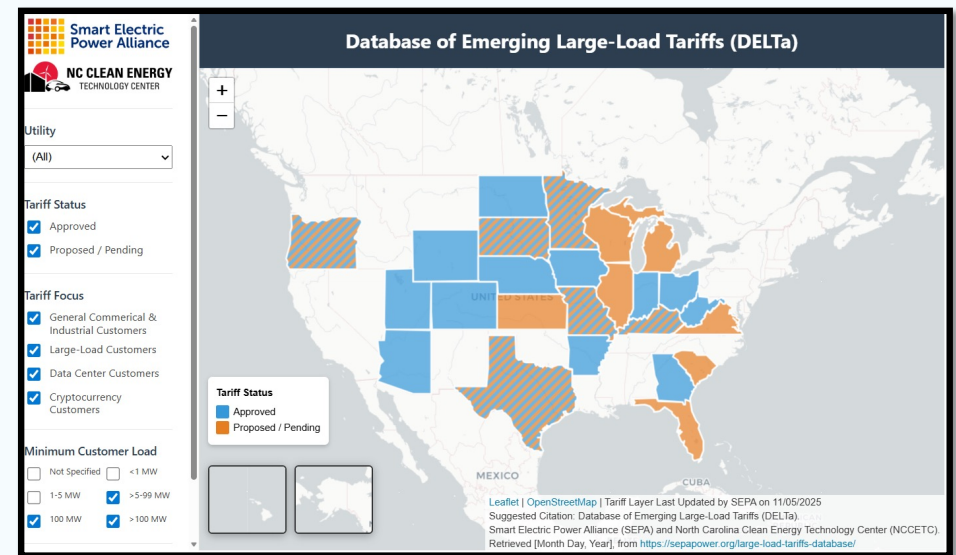 Smart Electric
Power Alliance
NC CLEAN ENERGY
TECHNOLOGY CENTER
Utility
(All)
Tariff Status
Approved
Proposed / Pending
Tariff Focus
General Commerical &
Industrial Customers
Large-Load Customers
Data Center Customers
Cryptocurrency
Customers
Minimum Customer Load
Not Specified
<1 MW
1-5 MW
>5-99 MW
100 MW
>100 MW
Database of Emerging Large-Load Tariffs (DELTa)
+
−
UNITED STATES
Tariff Status
Approved
Proposed / Pending
MEXICO
CUBA
Leaflet | OpenStreetMap | Tariff Layer Last Updated by SEPA on 11/05/2025
Suggested Citation: Database of Emerging Large-Load Tariffs (DELTa).
Smart Electric Power Alliance (SEPA) and North Carolina Clean Energy Technology Center (NCCETC).
Retrieved [Month Day, Year], from https://sepapower.org/large-load-tariffs-database/